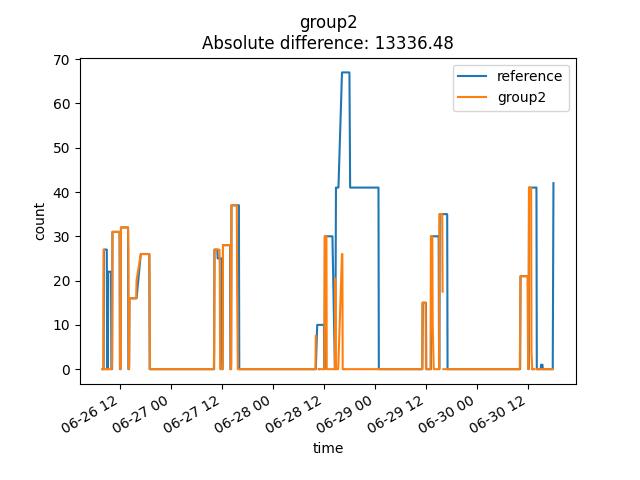 group2
Absolute difference: 13336.48
reference
group2
70
60
50
40
30
20
10
0
count
06-26 12
06-27 00
06-27 12
06-28 00
06-28 12
06-29 00
06-29 12
06-30 00
06-30 12
time